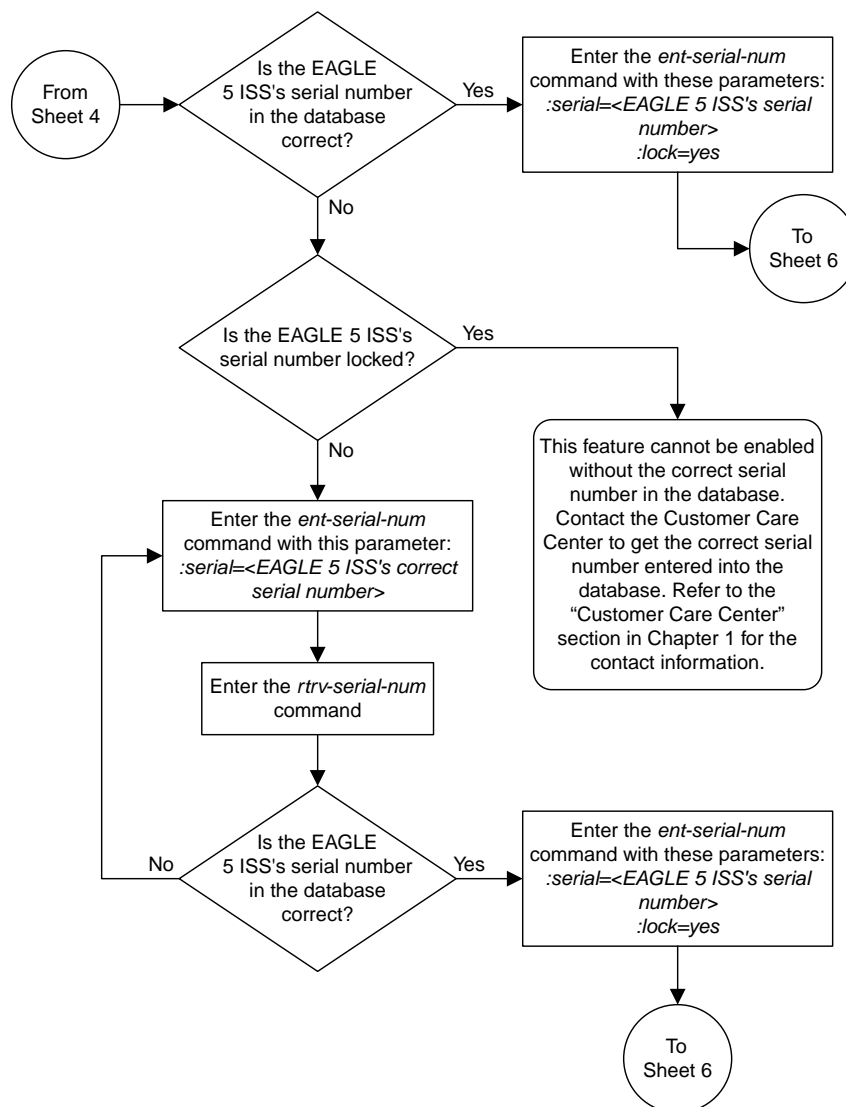 From
Sheet 4
Is the EAGLE
5 ISS's serial number
in the database
correct?
Yes
Enter the ent-serial-num
command with these parameters:
:serial=<EAGLE 5 ISS's serial
number>
:lock=yes
No
To
Sheet 6
Is the EAGLE 5 ISS's
serial number locked?
Yes
No
This feature cannot be enabled
without the correct serial
number in the database.
Contact the Customer Care
Center to get the correct serial
number entered into the
database. Refer to the
“Customer Care Center”
section in Chapter 1 for the
contact information.
Enter the ent-serial-num
command with this parameter:
:serial=<EAGLE 5 ISS's correct
serial number>
Enter the rtrv-serial-num
command
Is the EAGLE
5 ISS's serial number
in the database
correct?
No
Yes
Enter the ent-serial-num
command with these parameters:
:serial=<EAGLE 5 ISS's serial
number>
:lock=yes
To
Sheet 6